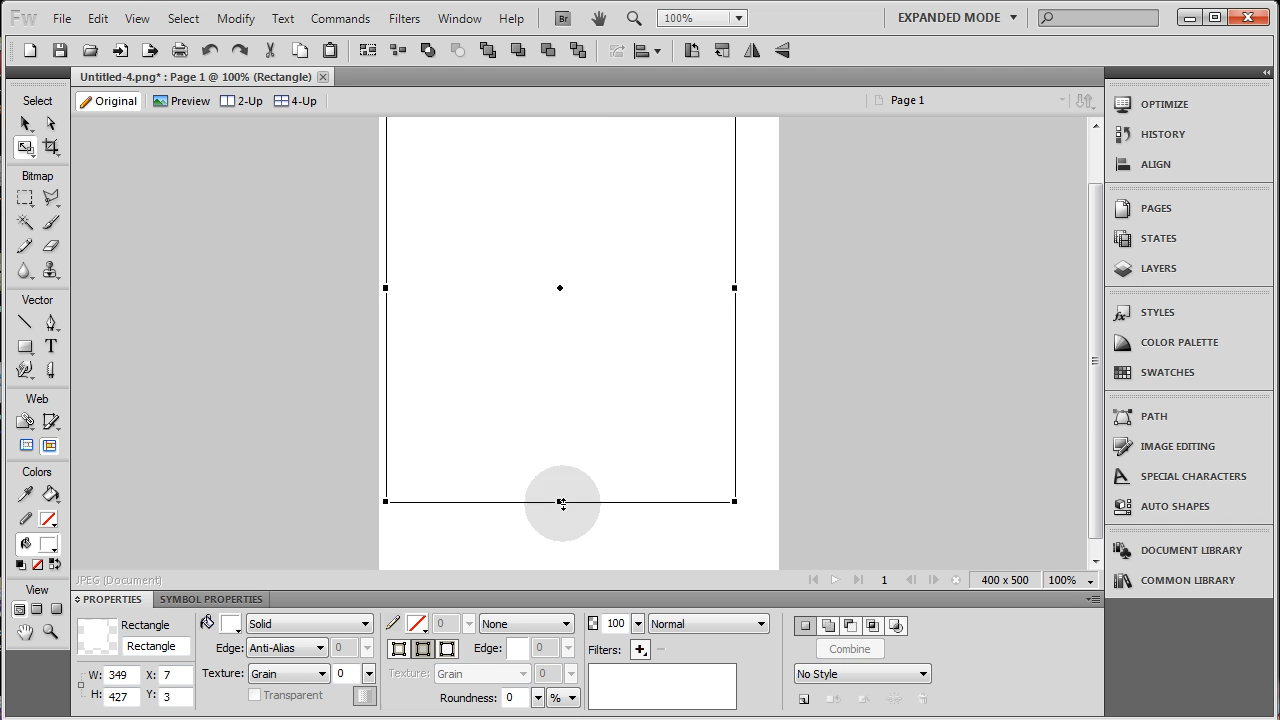 Fw File Edit View Select Modify Text Commands Filters Window Help Br 100% EXPANDED MODE
Untitled-4.png* : Page 1 @ 100% (Rectangle)
Original Preview 2-Up 4-Up Page 1
Select
Bitmap
Vector
Web
Colors
View
OPTIMIZE
HISTORY
ALIGN
PAGES
STATES
LAYERS
STYLES
COLOR PALETTE
SWATCHES
PATH
IMAGE EDITING
SPECIAL CHARACTERS
AUTO SHAPES
DOCUMENT LIBRARY
COMMON LIBRARY
JPEG (Document) 1 400 x 500 100%
PROPERTIES SYMBOL PROPERTIES
Rectangle Solid 0 None 100 Normal
Rectangle Edge: Anti-Alias 0 Edge: 0 Filters: Combine
W: 349 X: 7 Texture: Grain 0 Texture: Grain 0 No Style
H: 427 Y: 3 Transparent Roundness: 0 %